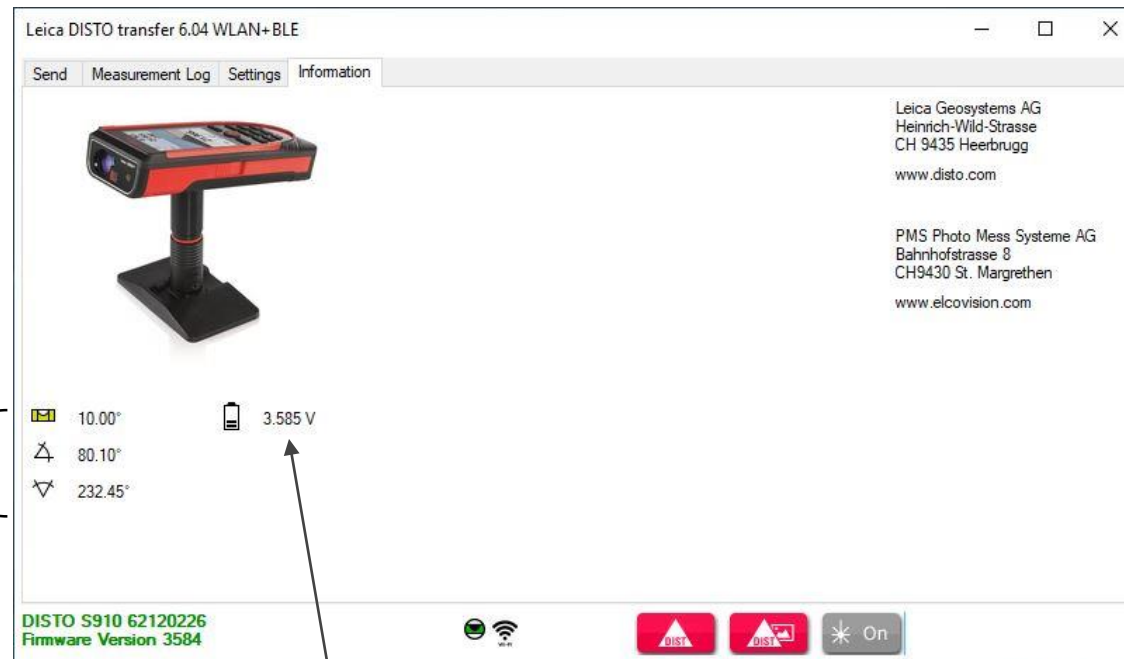 Leica DISTO transfer 6.04 WLAN+BLE
Send Measurement Log Settings Information
Leica Geosystems AG
Heinrich-Wild-Strasse
CH 9435 Heerbrugg
www.disto.com
PMS Photo Mess Systeme AG
Bahnhofstrasse 8
CH9430 St. Margrethen
www.elcovision.com
10.00° 3.585 V
80.10°
232.45°
DISTO S910 62120226
Firmware Version 3584
DIST DIST On